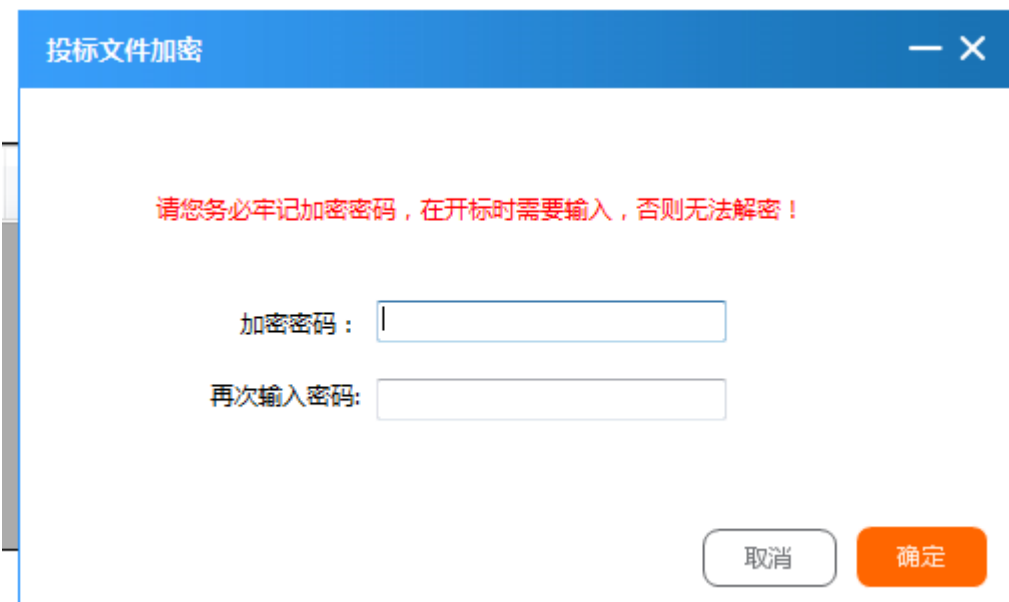 投标文件加密
请您务必牢记加密密码，在开标时需要输入，否则无法解密！
加密密码：
再次输入密码:
取消
确定